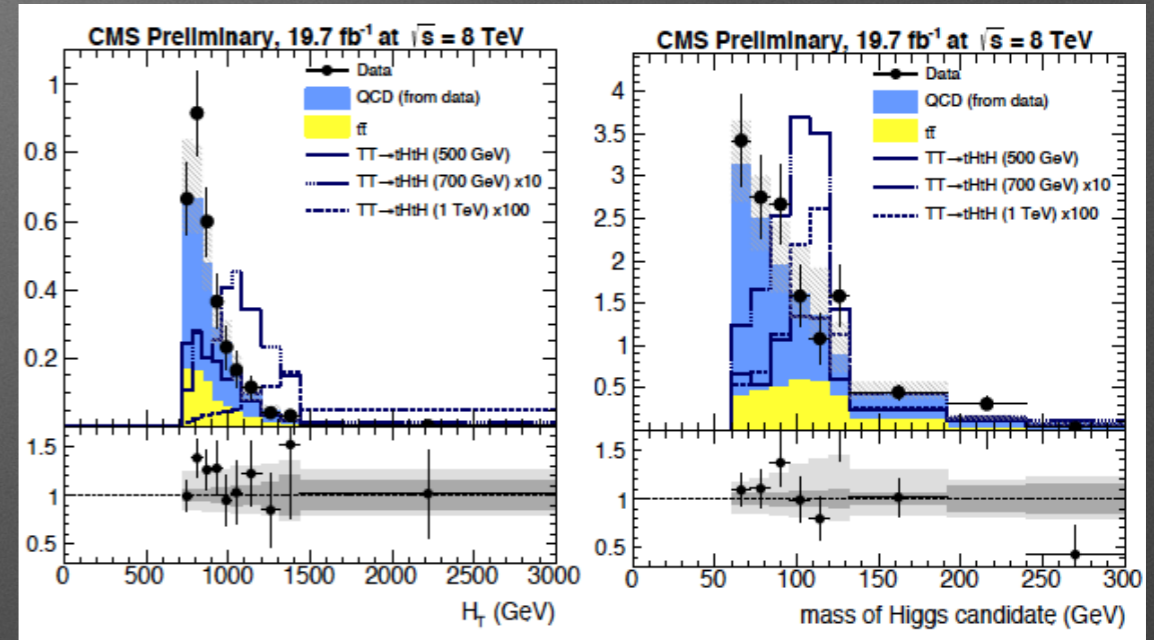 CMS Preliminary, 19.7 fb⁻¹ at √s = 8 TeV
Data
QCD (from data)
tt̅
TT→tHtH (500 GeV)
TT→tHtH (700 GeV) x10
TT→tHtH (1 TeV) x100
1
0.8
0.6
0.4
0.2
1.5
1
0.5
0 500 1000 1500 2000 2500 3000
H_T (GeV)
CMS Preliminary, 19.7 fb⁻¹ at √s = 8 TeV
Data
QCD (from data)
tt̅
TT→tHtH (500 GeV)
TT→tHtH (700 GeV) x10
TT→tHtH (1 TeV) x100
4
3.5
3
2.5
2
1.5
1
0.5
1.5
1
0.5
0 50 100 150 200 250 300
mass of Higgs candidate (GeV)